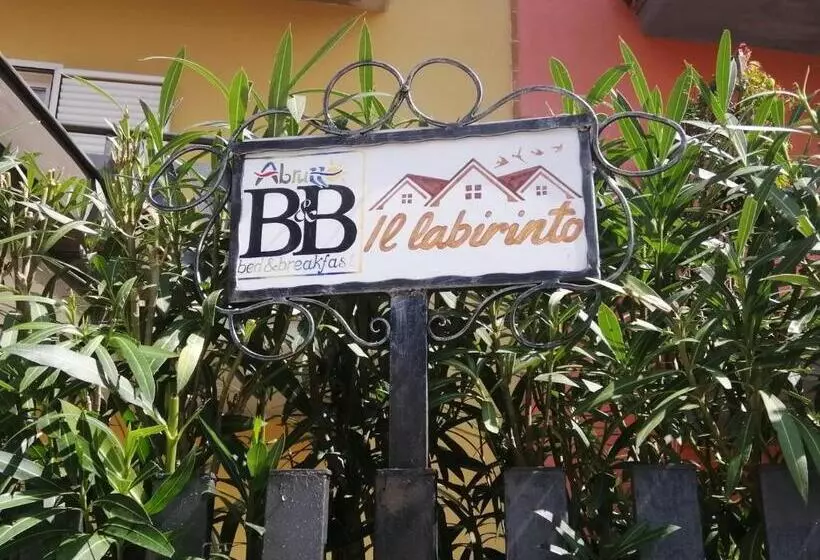 Abruzzo
B&B
bed & breakfast
Il labirinto